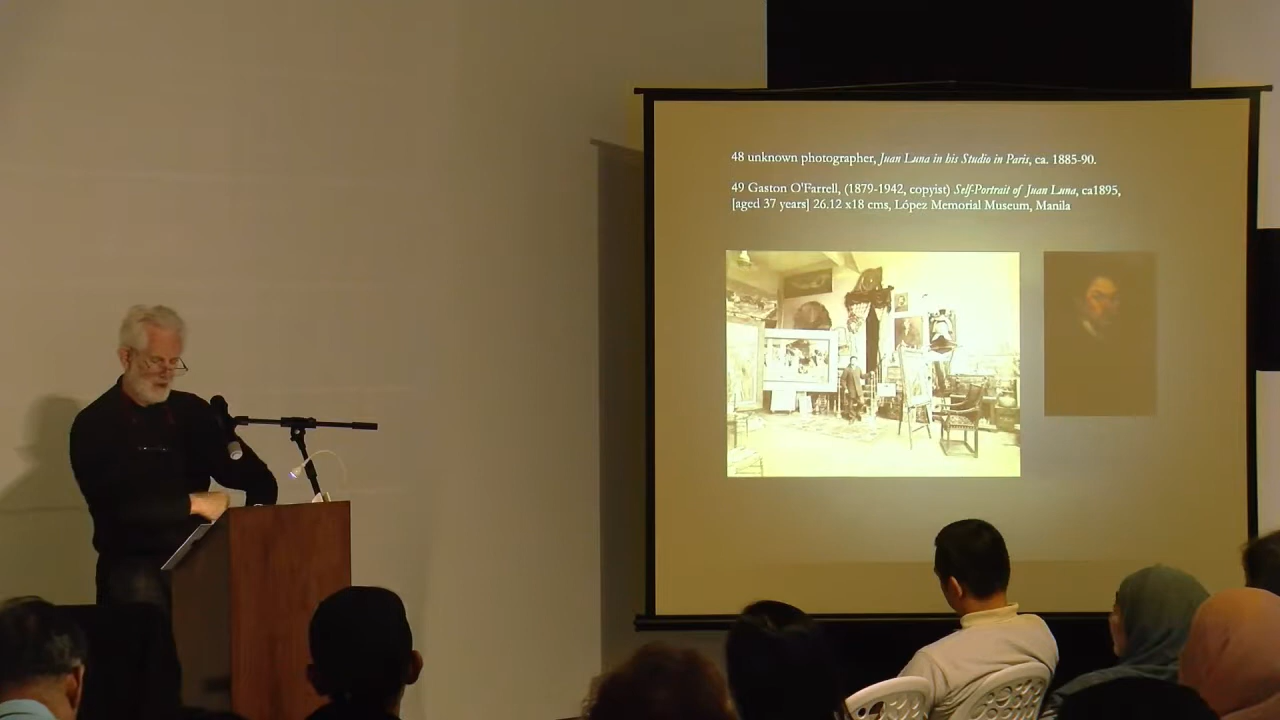 48 unknown photographer, Juan Luna in his Studio in Paris, ca. 1885-90.
49 Gaston O'Farrell, (1879-1942, copyist) Self-Portrait of Juan Luna, ca1895,
[aged 37 years] 26.12 x18 cms, López Memorial Museum, Manila